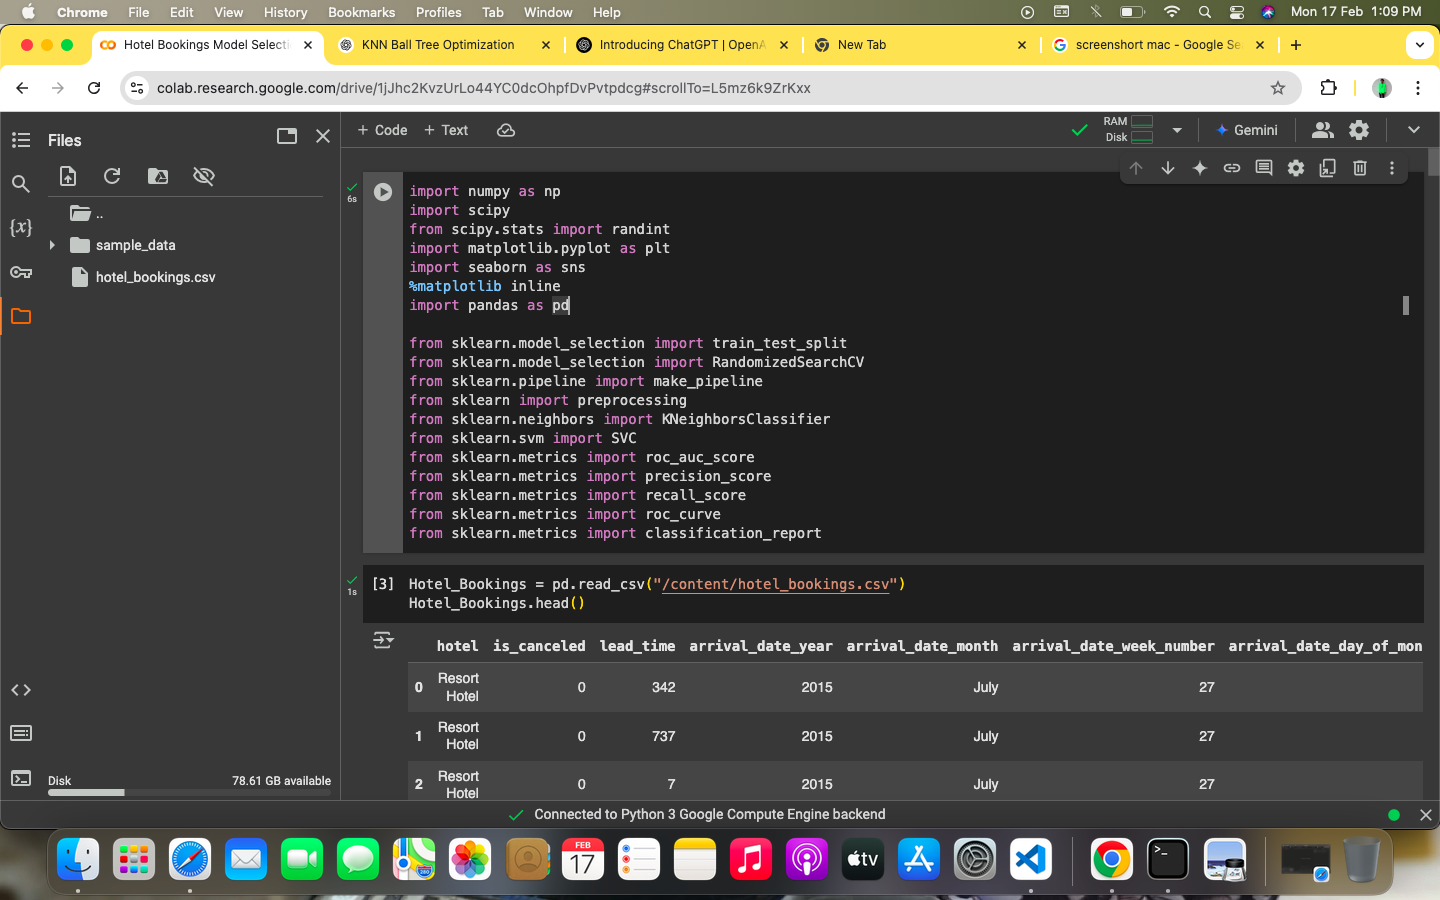 Chrome File Edit View History Bookmarks Profiles Tab Window Help Mon 17 Feb 1:09 PM
Hotel Bookings Model Selecti KNN Ball Tree Optimization Introducing ChatGPT | OpenA New Tab screenshort mac - Google Se
colab.research.google.com/drive/1jJhc2KvzUrLo44YC0dcOhpfDvPvtpdcg#scrollTo=L5mz6k9ZrKxx
Files
+ Code + Text
RAM
Disk
Gemini
..
sample_data
hotel_bookings.csv
{x}
6s
import numpy as np
import scipy
from scipy.stats import randint
import matplotlib.pyplot as plt
import seaborn as sns
%matplotlib inline
import pandas as pd
from sklearn.model_selection import train_test_split
from sklearn.model_selection import RandomizedSearchCV
from sklearn.pipeline import make_pipeline
from sklearn import preprocessing
from sklearn.neighbors import KNeighborsClassifier
from sklearn.svm import SVC
from sklearn.metrics import roc_auc_score
from sklearn.metrics import precision_score
from sklearn.metrics import recall_score
from sklearn.metrics import roc_curve
from sklearn.metrics import classification_report
1s
[3] Hotel_Bookings = pd.read_csv("/content/hotel_bookings.csv")
Hotel_Bookings.head()
hotel is_canceled lead_time arrival_date_year arrival_date_month arrival_date_week_number arrival_date_day_of_mon
0 Resort Hotel 0 342 2015 July 27
1 Resort Hotel 0 737 2015 July 27
2 Resort Hotel 0 7 2015 July 27
Disk 78.61 GB available
Connected to Python 3 Google Compute Engine backend
FEB
17
280
tv
>_